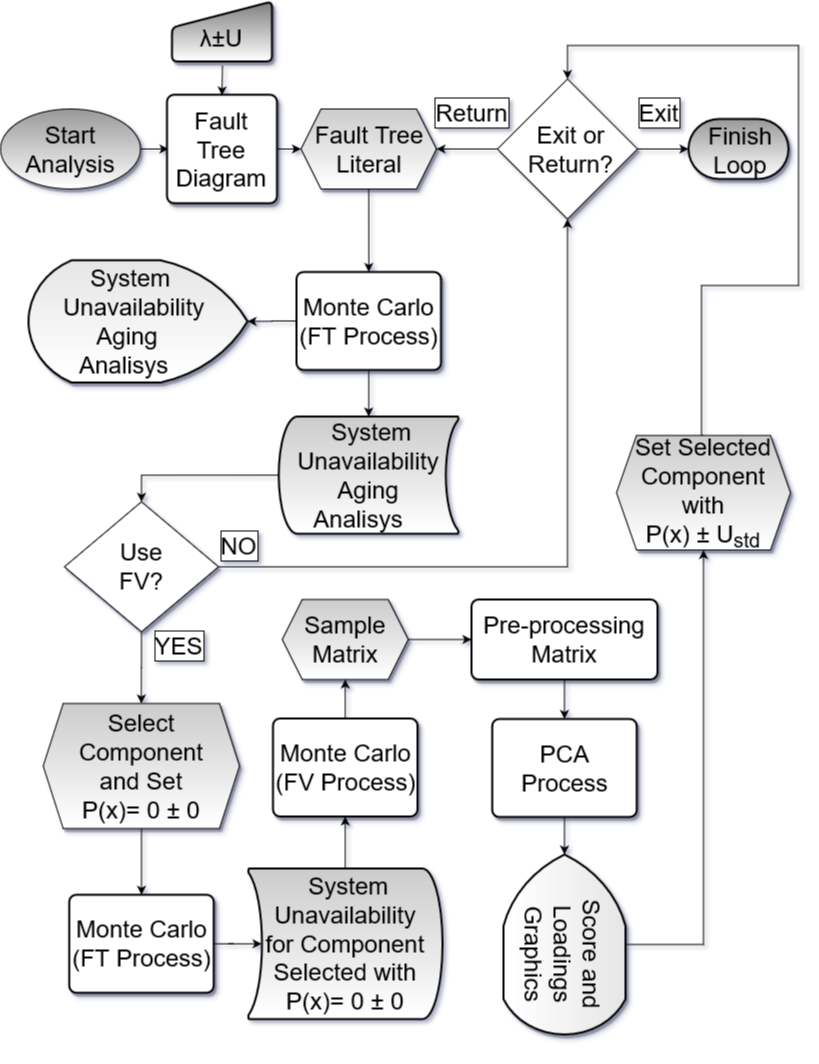 λ±U
Start
Analysis
Fault
Tree
Diagram
Fault Tree
Literal
Return
Exit or
Return?
Exit
Finish
Loop
System
Unavailability
Aging
Analisys
Monte Carlo
(FT Process)
System
Unavailability
Aging
Analisys
Set Selected
Component
with
P(x) ± Ustd
Use
FV?
NO
YES
Sample
Matrix
Pre-processing
Matrix
Select
Component
and Set
P(x)= 0 ± 0
Monte Carlo
(FV Process)
PCA
Process
Monte Carlo
(FT Process)
System
Unavailability
for Component
Selected with
P(x)= 0 ± 0
Score and
Loadings
Graphics